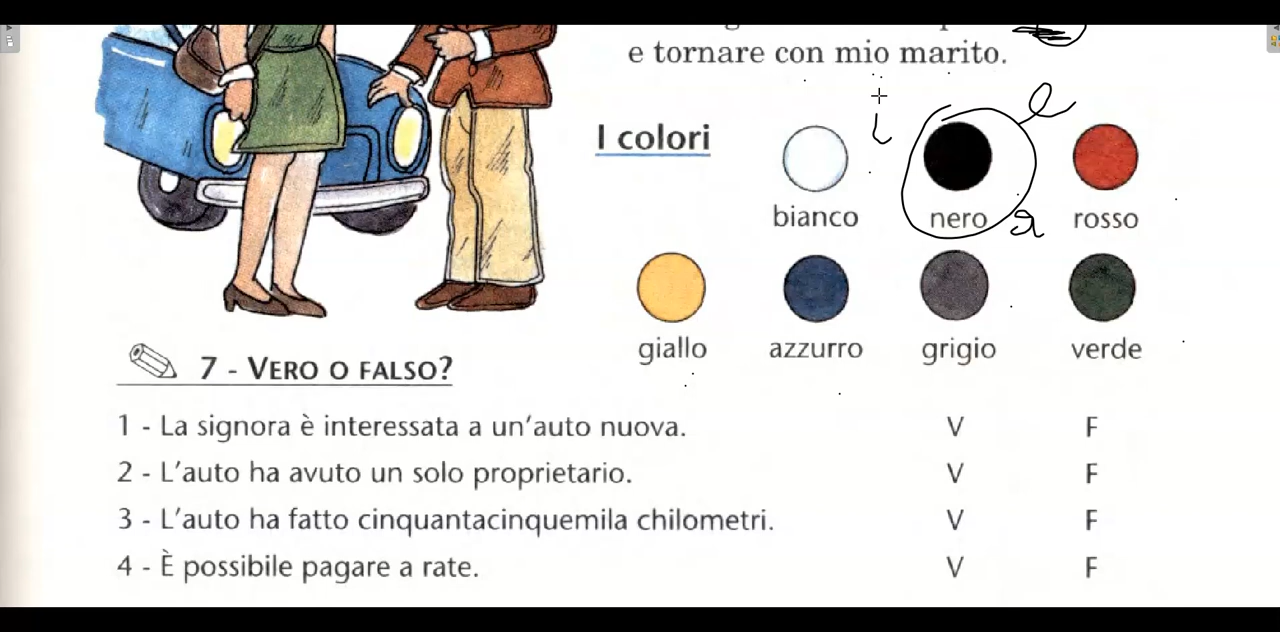 e tornare con mio marito.
I colori
bianco nero rosso
i e a
giallo azzurro grigio verde
7 - VERO O FALSO?
1 - La signora è interessata a un'auto nuova. V F
2 - L'auto ha avuto un solo proprietario. V F
3 - L'auto ha fatto cinquantacinquemila chilometri. V F
4 - È possibile pagare a rate. V F